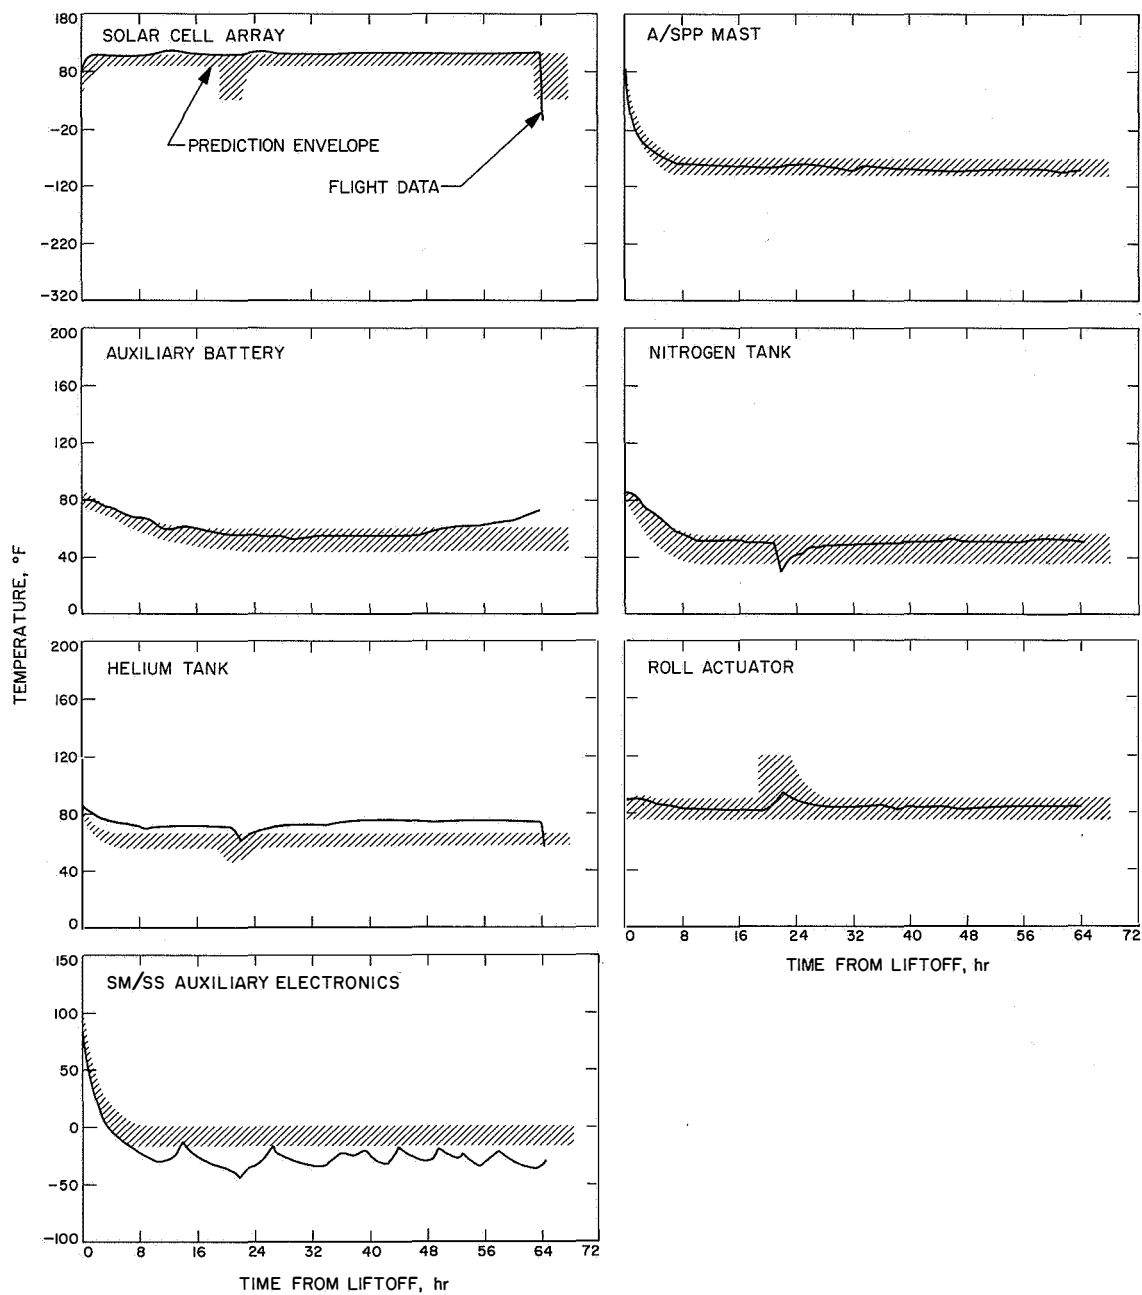 TEMPERATURE, °F
180
80
-20
-120
-220
-320
SOLAR CELL ARRAY
PREDICTION ENVELOPE
FLIGHT DATA
A/SPP MAST
200
160
120
80
40
0
AUXILIARY BATTERY
NITROGEN TANK
200
160
120
80
40
0
HELIUM TANK
ROLL ACTUATOR
0 8 16 24 32 40 48 56 64 72
TIME FROM LIFTOFF, hr
150
100
50
0
-50
-100
SM/SS AUXILIARY ELECTRONICS
0 8 16 24 32 40 48 56 64 72
TIME FROM LIFTOFF, hr